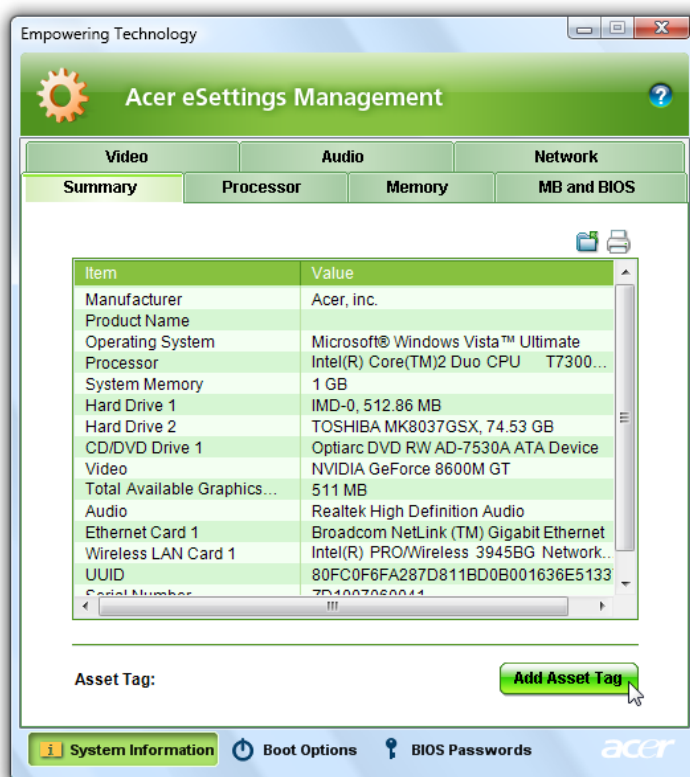 Empowering Technology
Acer eSettings Management
Video Audio Network
Summary Processor Memory MB and BIOS
Item Value
Manufacturer Acer, inc.
Product Name
Operating System Microsoft® Windows Vista™ Ultimate
Processor Intel(R) Core(TM)2 Duo CPU T7300...
System Memory 1 GB
Hard Drive 1 IMD-0, 512.86 MB
Hard Drive 2 TOSHIBA MK8037GSX, 74.53 GB
CD/DVD Drive 1 Optiarc DVD RW AD-7530A ATA Device
Video NVIDIA GeForce 8600M GT
Total Available Graphics... 511 MB
Audio Realtek High Definition Audio
Ethernet Card 1 Broadcom NetLink (TM) Gigabit Ethernet
Wireless LAN Card 1 Intel(R) PRO/Wireless 3945BG Network..
UUID 80FC0F6FA287D811BD0B001636E5133
Serial Number
Asset Tag: Add Asset Tag
System Information Boot Options BIOS Passwords acer